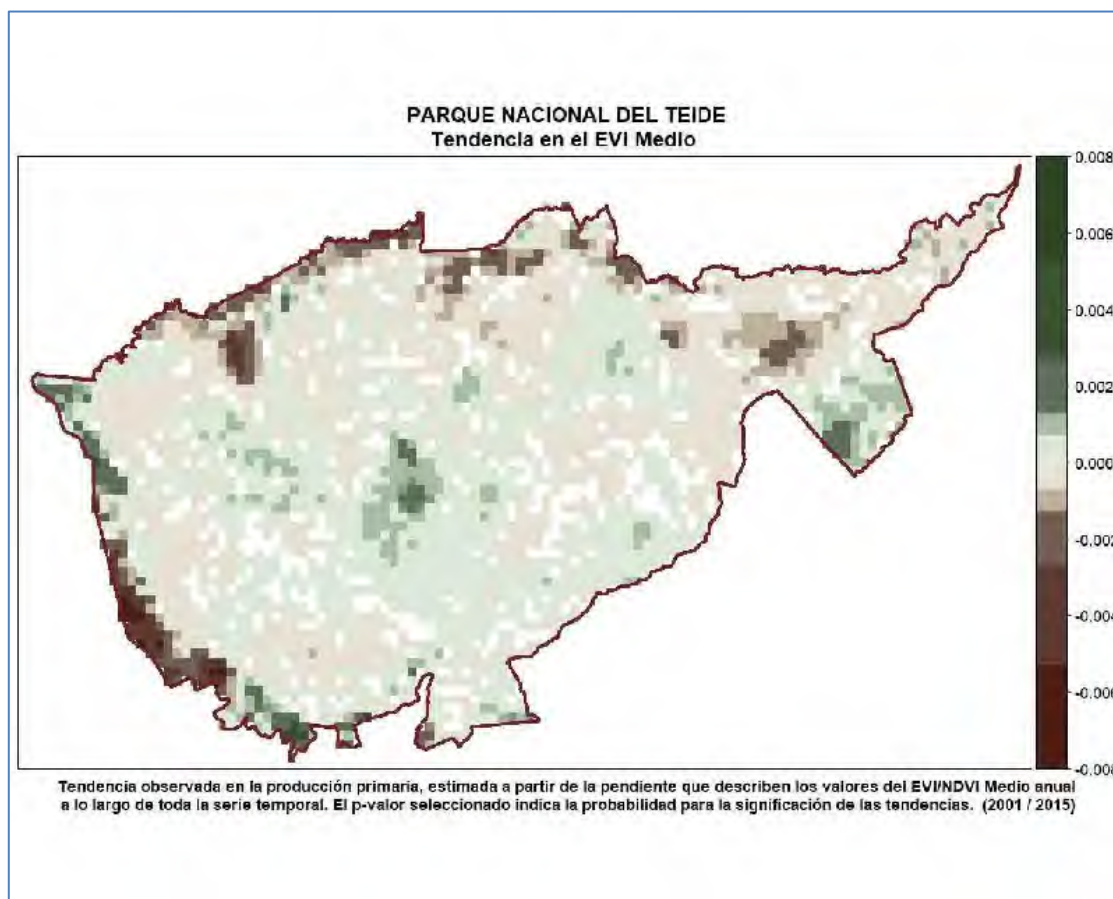 PARQUE NACIONAL DEL TEIDE
Tendencia en el EVI Medio
0.008
0.006
0.004
0.002
0.000
-0.002
-0.004
-0.006
-0.008
Tendencia observada en la producción primaria, estimada a partir de la pendiente que describen los valores del EVI/NDVI Medio anual
a lo largo de toda la serie temporal. El p-valor seleccionado indica la probabilidad para la significación de las tendencias. (2001 / 2015)